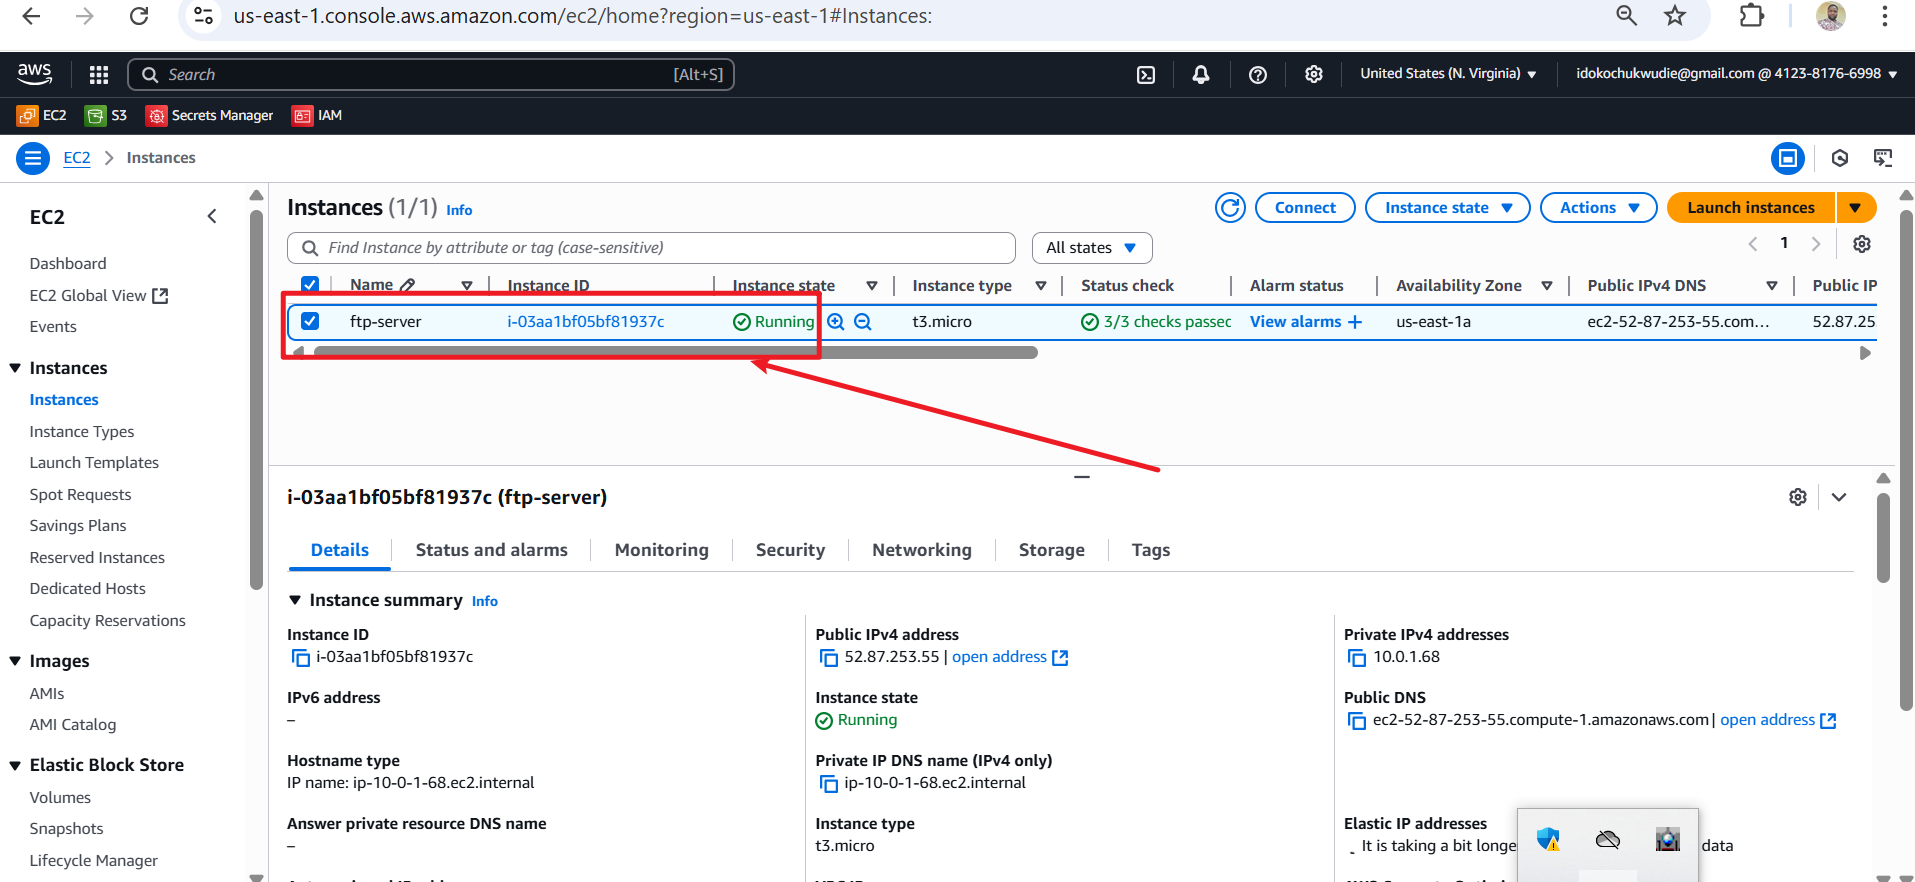 us-east-1.console.aws.amazon.com/ec2/home?region=us-east-1#Instances:
aws
Search
[Alt+S]
United States (N. Virginia)
idokochukwudie@gmail.com @ 4123-8176-6998
EC2
S3
Secrets Manager
IAM
EC2
Instances
EC2
Dashboard
EC2 Global View
Events
Instances
Instances
Instance Types
Launch Templates
Spot Requests
Savings Plans
Reserved Instances
Dedicated Hosts
Capacity Reservations
Images
AMIs
AMI Catalog
Elastic Block Store
Volumes
Snapshots
Lifecycle Manager
Instances (1/1) Info
Connect
Instance state
Actions
Launch instances
Find Instance by attribute or tag (case-sensitive)
All states
1
Name Instance ID Instance state Instance type Status check Alarm status Availability Zone Public IPv4 DNS Public IP
ftp-server i-03aa1bf05bf81937c Running t3.micro 3/3 checks passed View alarms + us-east-1a ec2-52-87-253-55.com... 52.87.25
i-03aa1bf05bf81937c (ftp-server)
Details
Status and alarms
Monitoring
Security
Networking
Storage
Tags
Instance summary Info
Instance ID
i-03aa1bf05bf81937c
Public IPv4 address
52.87.253.55 | open address
Private IPv4 addresses
10.0.1.68
IPv6 address
–
Instance state
Running
Public DNS
ec2-52-87-253-55.compute-1.amazonaws.com | open address
Hostname type
IP name: ip-10-0-1-68.ec2.internal
Private IP DNS name (IPv4 only)
ip-10-0-1-68.ec2.internal
Answer private resource DNS name
–
Instance type
t3.micro
Elastic IP addresses
It is taking a bit longe
data